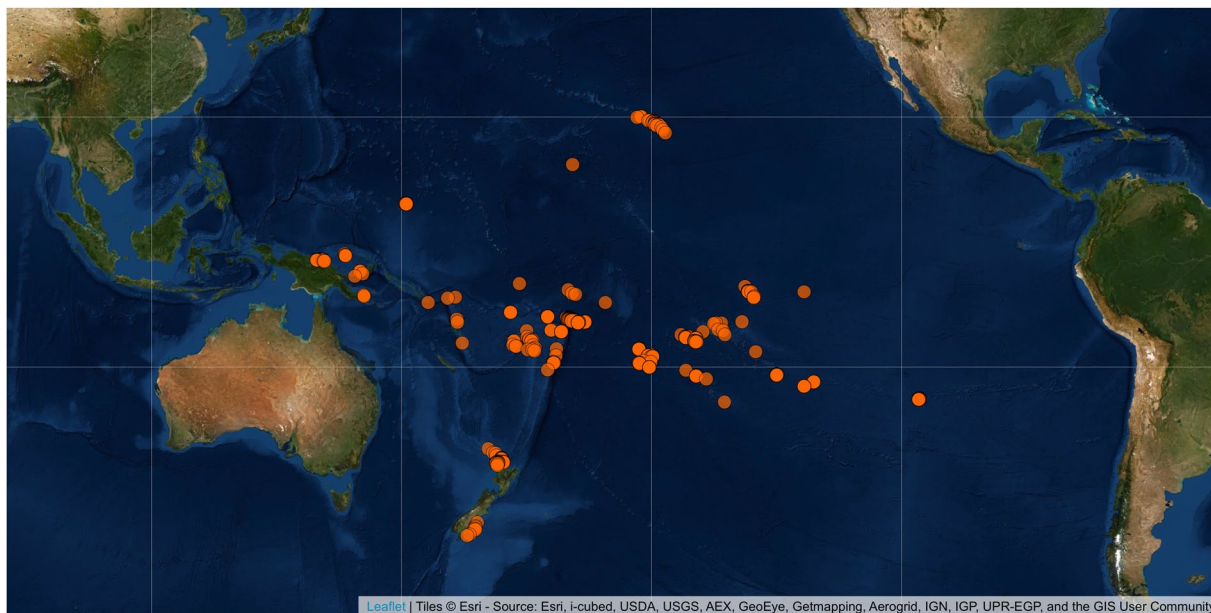 Leaflet | Tiles © Esri - Source: Esri, i-cubed, USDA, USGS, AEX, GeoEye, Getmapping, Aerogrid, IGN, IGP, UPR-EGP, and the GIS User Communit